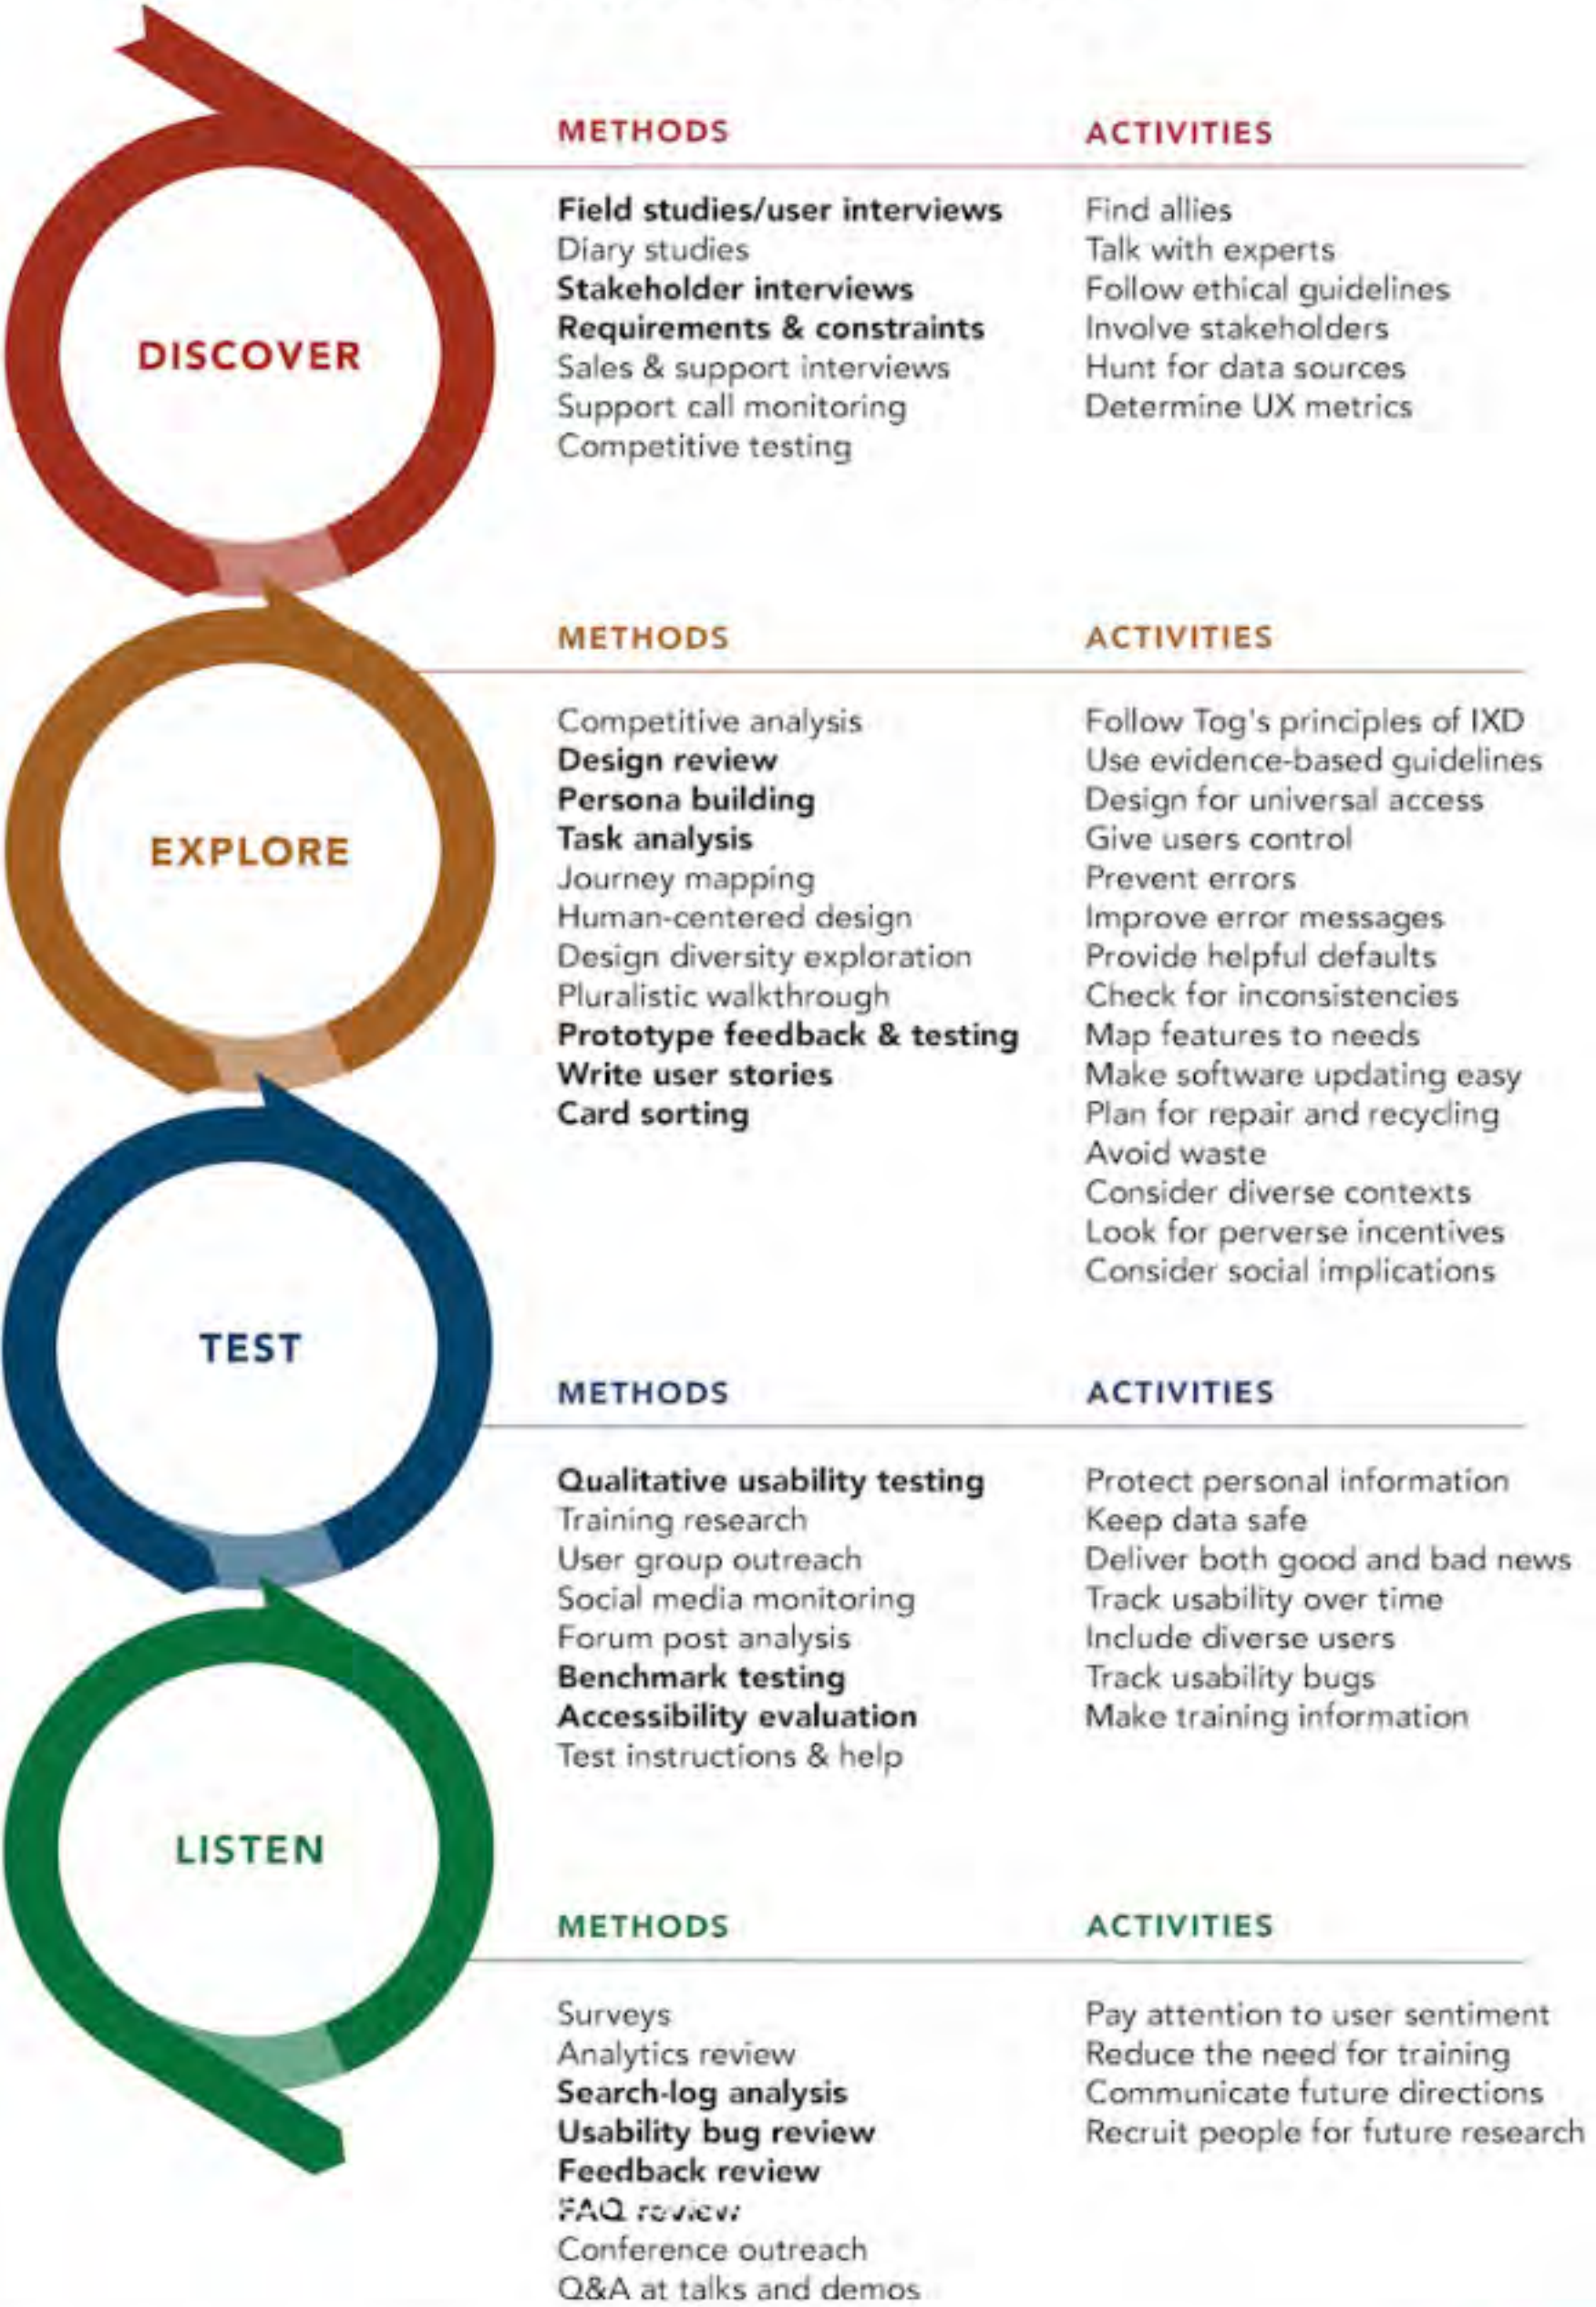 METHODS
ACTIVITIES
Field studies/user interviews
Diary studies
Stakeholder interviews
Requirements & constraints
Sales & support interviews
Support call monitoring
Competitive testing
Find allies
Talk with experts
Follow ethical guidelines
Involve stakeholders
Hunt for data sources
Determine UX metrics
DISCOVER
METHODS
ACTIVITIES
Competitive analysis
Design review
Persona building
Task analysis
Journey mapping
Human-centered design
Design diversity exploration
Pluralistic walkthrough
Prototype feedback & testing
Write user stories
Card sorting
Follow Tog's principles of IXD
Use evidence-based guidelines
Design for universal access
Give users control
Prevent errors
Improve error messages
Provide helpful defaults
Check for inconsistencies
Map features to needs
Make software updating easy
Plan for repair and recycling
Avoid waste
Consider diverse contexts
Look for perverse incentives
Consider social implications
EXPLORE
TEST
METHODS
ACTIVITIES
Qualitative usability testing
Training research
User group outreach
Social media monitoring
Forum post analysis
Benchmark testing
Accessibility evaluation
Test instructions & help
Protect personal information
Keep data safe
Deliver both good and bad news
Track usability over time
Include diverse users
Track usability bugs
Make training information
LISTEN
METHODS
ACTIVITIES
Surveys
Analytics review
Search-log analysis
Usability bug review
Feedback review
FAQ review
Conference outreach
Q&A at talks and demos
Pay attention to user sentiment
Reduce the need for training
Communicate future directions
Recruit people for future research